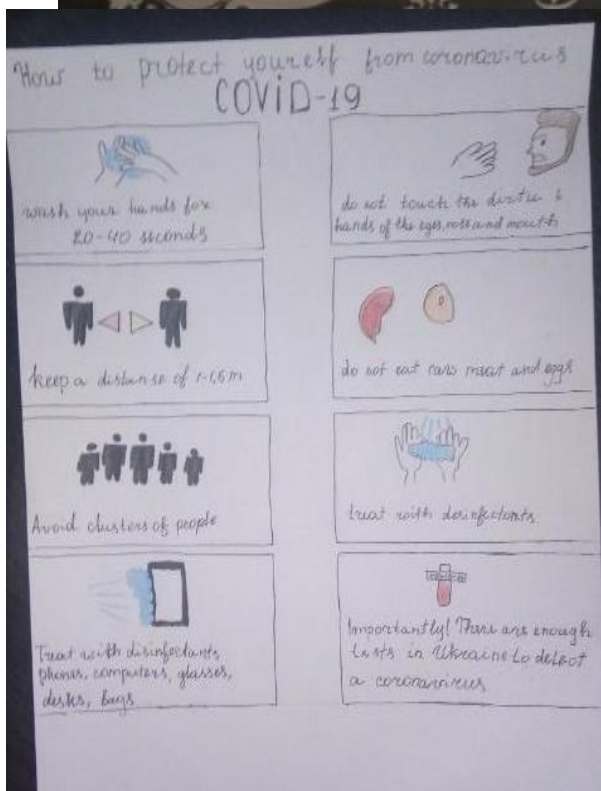 How to protect yourself from coronavirus
COVID-19
wash your hands for
20-40 seconds
do not touch the
hands of the eyes, nose and mouth
keep a distanse of 1-1,5 m
do not eat raw meat and eggs
Avoid clusters of people
treat with desinfectants
Treat with disinfectants,
phones, computers, glasses,
desks, bags
Importantly! There are enough
tests in Ukraine to detect
a coronavirus